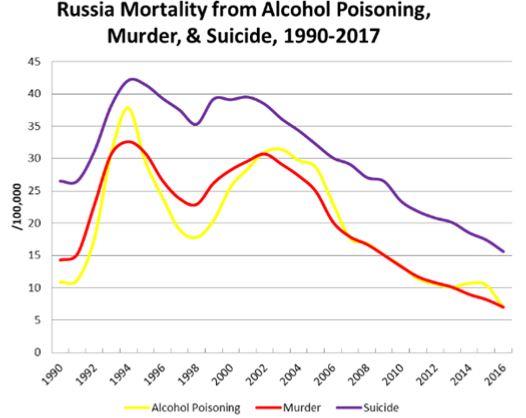 Russia Mortality from Alcohol Poisoning,
Murder, & Suicide, 1990-2017
/100,000
45
40
35
30
25
20
15
10
5
0
1990 1992 1994 1996 1998 2000 2002 2004 2006 2008 2010 2012 2014 2016
Alcohol Poisoning Murder Suicide